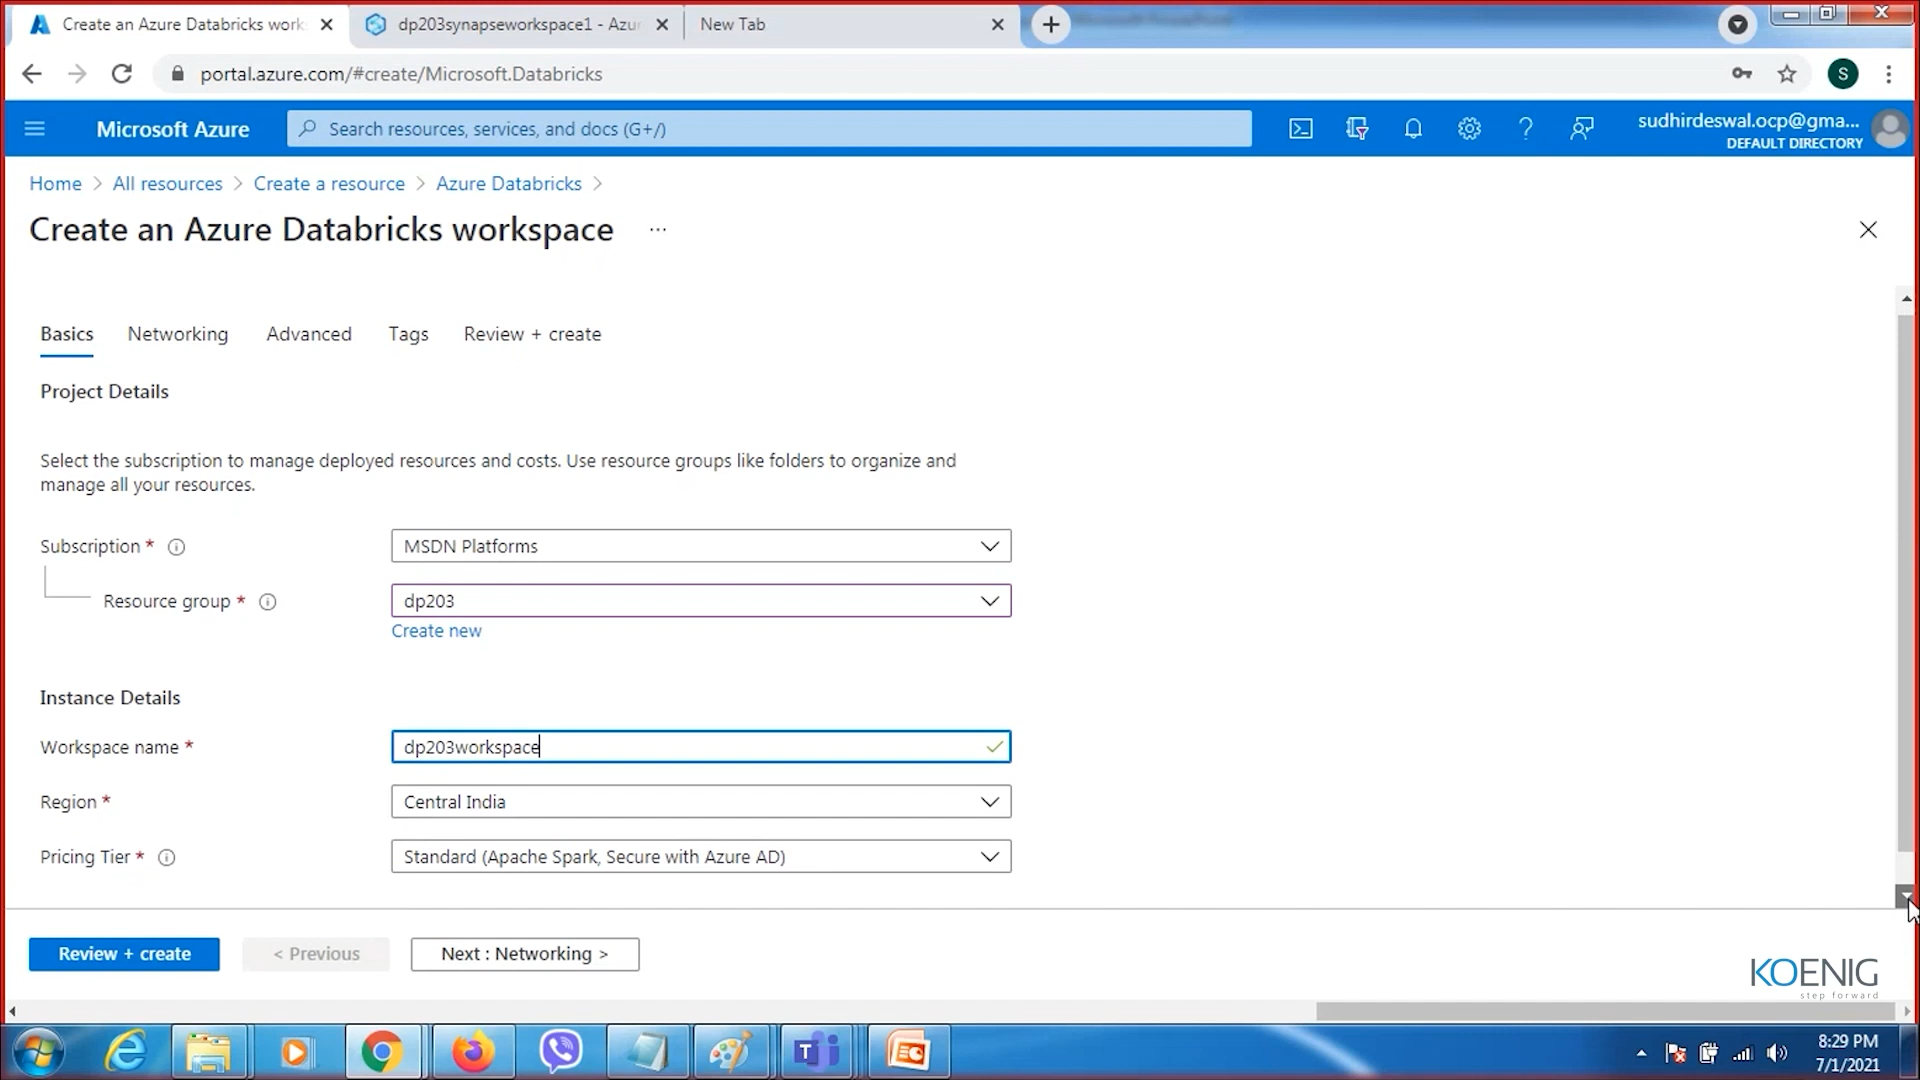 Create an Azure Databricks work
dp203synapseworkspace1 - Azu
New Tab
portal.azure.com/#create/Microsoft.Databricks
S
Microsoft Azure
Search resources, services, and docs (G+/)
sudhirdeswal.ocp@gma...
DEFAULT DIRECTORY
Home > All resources > Create a resource > Azure Databricks >
Create an Azure Databricks workspace ...
Basics Networking Advanced Tags Review + create
Project Details
Select the subscription to manage deployed resources and costs. Use resource groups like folders to organize and
manage all your resources.
Subscription * MSDN Platforms
Resource group * dp203
Create new
Instance Details
Workspace name * dp203workspace
Region * Central India
Pricing Tier * Standard (Apache Spark, Secure with Azure AD)
Review + create < Previous Next : Networking >
KOENIG
step forward
8:29 PM
7/1/2021